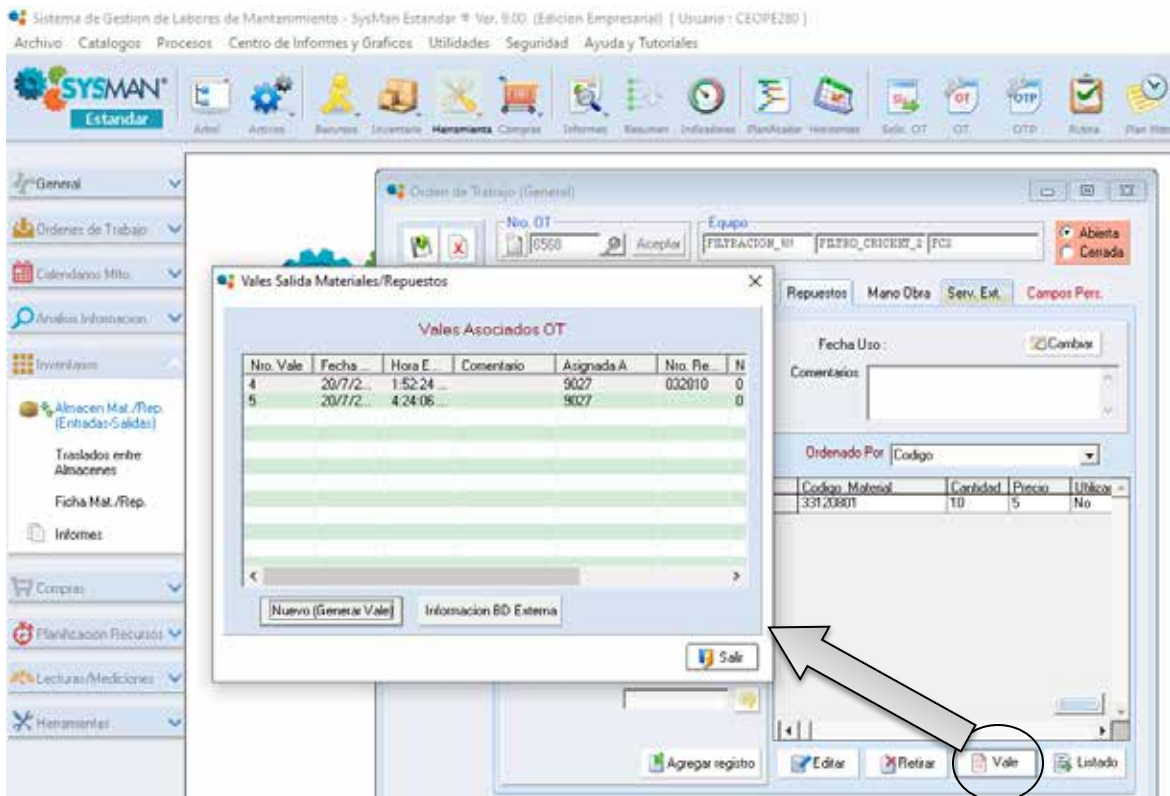 Sistema de Gestion de Labores de Mantenimiento - SysMan Estandar ® Ver. 9.00 (Edicion Empresarial) [ Usuario : CEOPE280 ]
Archivo Catalogos Procesos Centro de Informes y Graficos Utilidades Seguridad Ayuda y Tutoriales
SYSMAN
Estandar
Arbol Activos Recursos Inventario Herramienta Compras Informes Resumen Indicadores Planificador Horizontes Solic. OT OT OTP Rutina
General
Ordenes de Trabajo
Calendarios Mtto.
Analisis Informacion
Inventarios
Almacen Mat./Rep.
(Entradas-Salidas)
Traslados entre
Almacenes
Ficha Mat./Rep.
Informes
Compras
Planificacion Recursos
Lecturas/Mediciones
Herramientas
Orden de Trabajo (General)
Nro. OT
6568
Aceptar
Equipo
FILTRO_CRICKET_2
FC2
Abierta
Cerrada
Repuestos Mano Obra Serv. Ext. Campos Pers.
Fecha Uso :
Cambiar
Comentarios
Ordenado Por Codigo
Codigo_Material Cantidad Precio Utilizar
33120801 10 5 No
Vales Salida Materiales/Repuestos
Vales Asociados OT
Nro. Vale Fecha ... Hora E... Comentario Asignada A Nro. Re... N
4 20/7/2... 1:52:24 ... 9027 032010 0
5 20/7/2... 4:24:06 ... 9027 0
Nuevo (Generar Vale) Informacion BD Externa
Salir
Agregar registro Editar Retirar Vale Listado